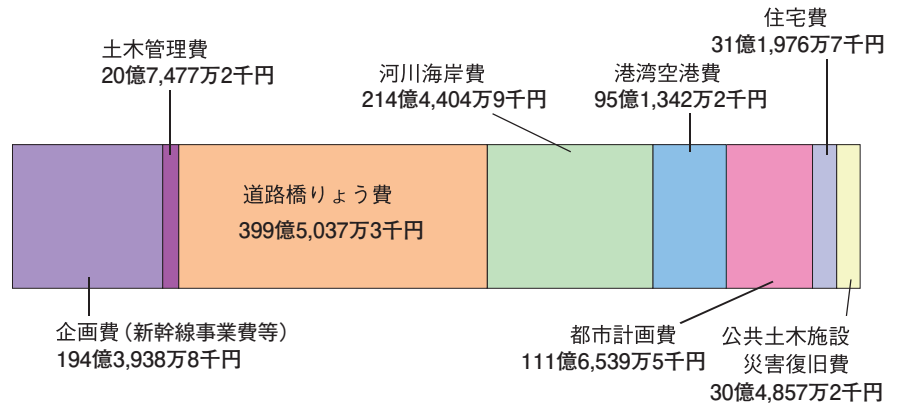 住宅費
31億1,976万7千円
土木管理費
20億7,477万2千円
河川海岸費
214億4,404万9千円
港湾空港費
95億1,342万2千円
道路橋りょう費
399億5,037万3千円
企画費（新幹線事業費等）
194億3,938万8千円
都市計画費
111億6,539万5千円
公共土木施設
災害復旧費
30億4,857万2千円